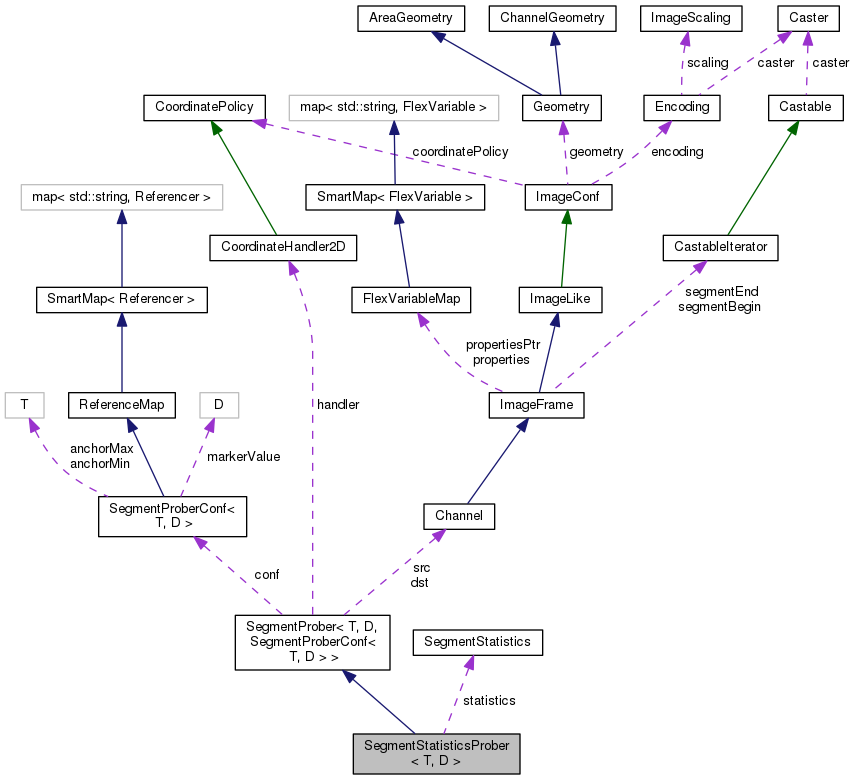 AreaGeometry
ChannelGeometry
ImageScaling
Caster
scaling
caster
caster
CoordinatePolicy
map< std::string, FlexVariable >
Geometry
Encoding
Castable
coordinatePolicy
geometry
encoding
map< std::string, Referencer >
SmartMap< FlexVariable >
ImageConf
CoordinateHandler2D
CastableIterator
SmartMap< Referencer >
FlexVariableMap
ImageLike
segmentEnd
segmentBegin
propertiesPtr
properties
T
ReferenceMap
D
handler
ImageFrame
anchorMax
anchorMin
markerValue
SegmentProberConf<
T, D >
Channel
conf
src
dst
SegmentProber< T, D,
SegmentProberConf<
T, D > >
SegmentStatistics
statistics
SegmentStatisticsProber
< T, D >